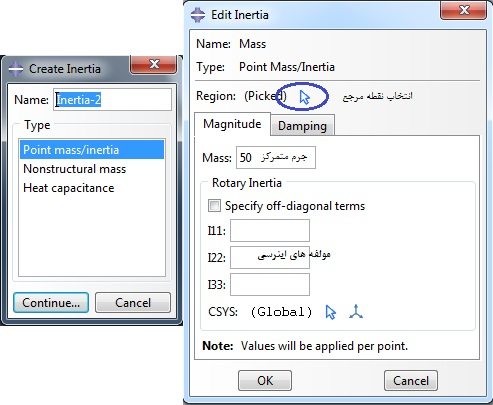 Create Inertia
Name: Inertia-2
Type
Point mass/inertia
Nonstructural mass
Heat capacitance
Continue... Cancel
Edit Inertia
Name: Mass
Type: Point Mass/Inertia
Region: (Picked) انتخاب نقطه مرجع
Magnitude Damping
Mass: 50 جرم متمرکز
Rotary Inertia
Specify off-diagonal terms
I11:
I22: مولفه های اینرسی
I33:
CSYS: (Global)
Note: Values will be applied per point.
OK Cancel